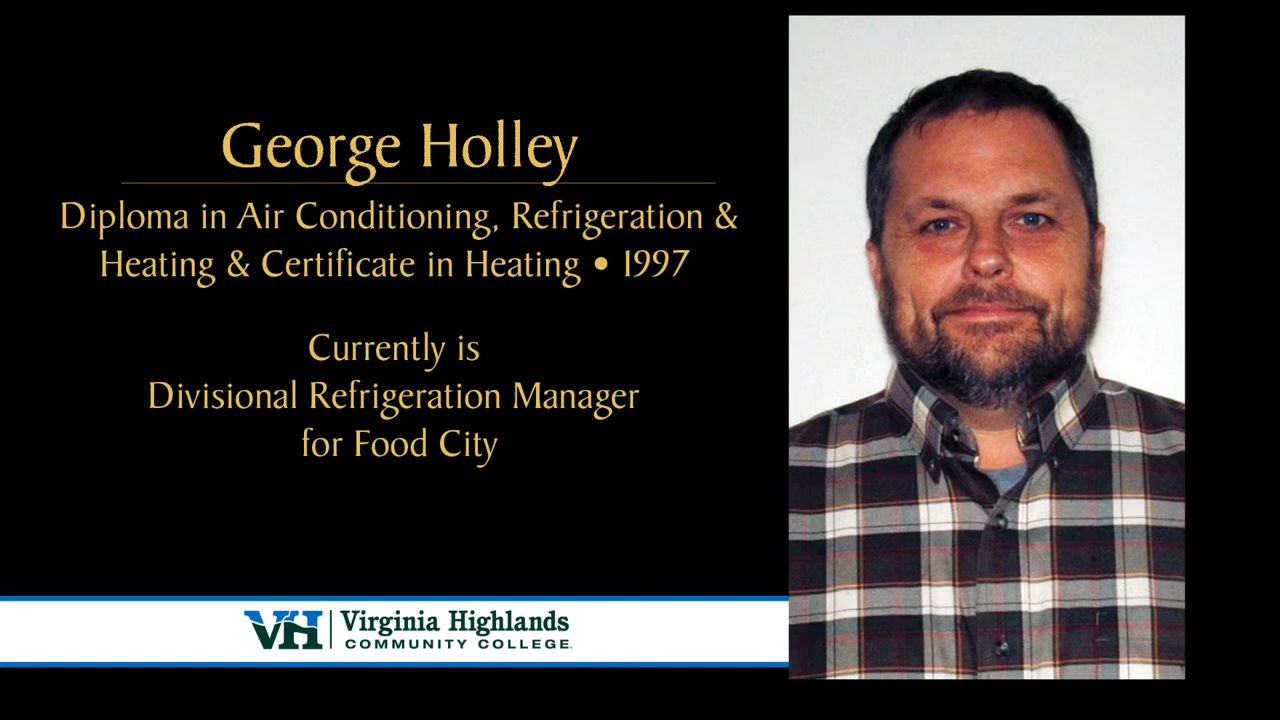 George Holley
Diploma in Air Conditioning, Refrigeration &
Heating & Certificate in Heating • 1997
Currently is
Divisional Refrigeration Manager
for Food City
VH Virginia Highlands
COMMUNITY COLLEGE